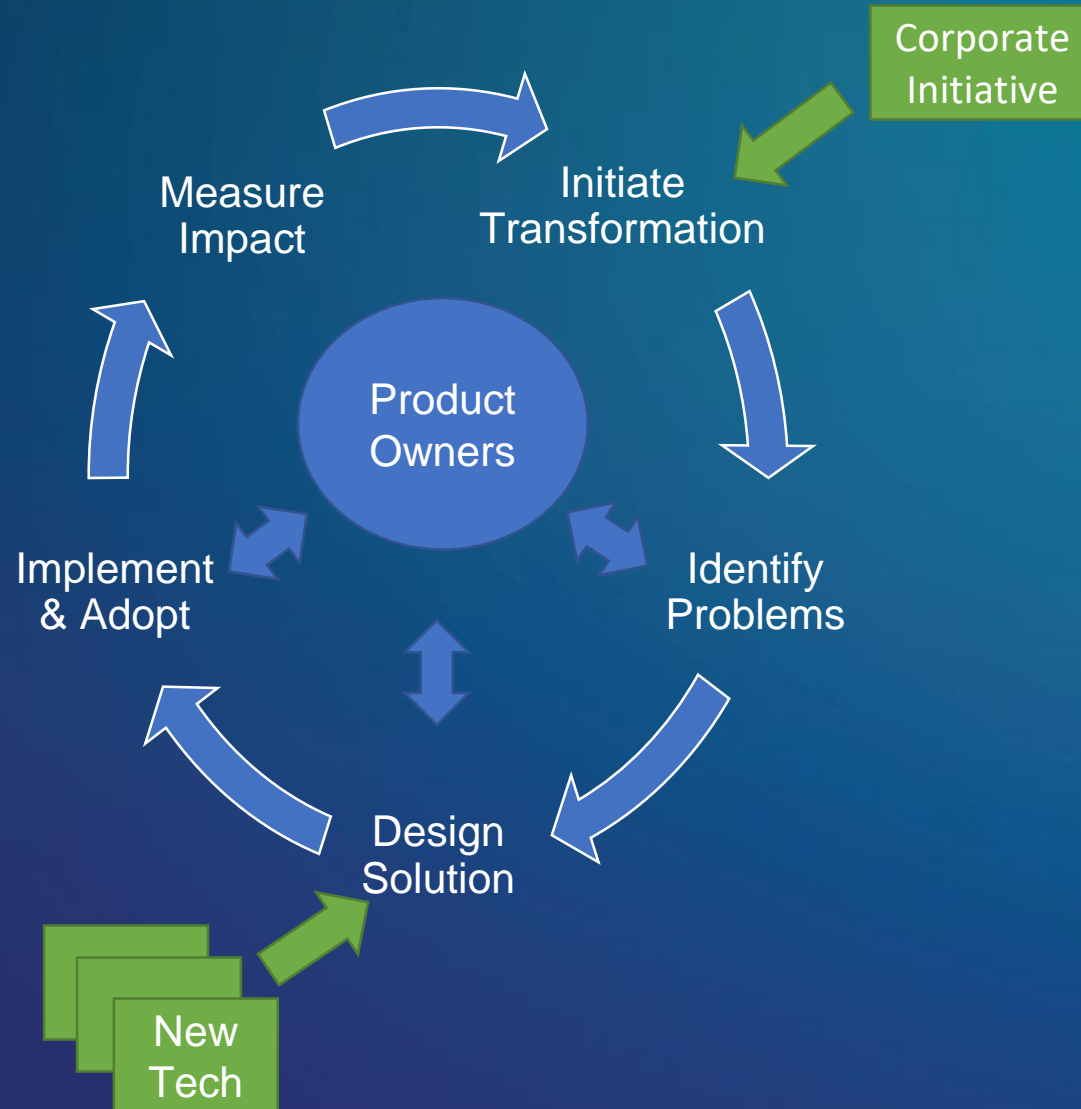 Corporate
Initiative
Initiate
Transformation
Measure
Impact
Product
Owners
Identify
Problems
Implement
& Adopt
Design
Solution
New
Tech